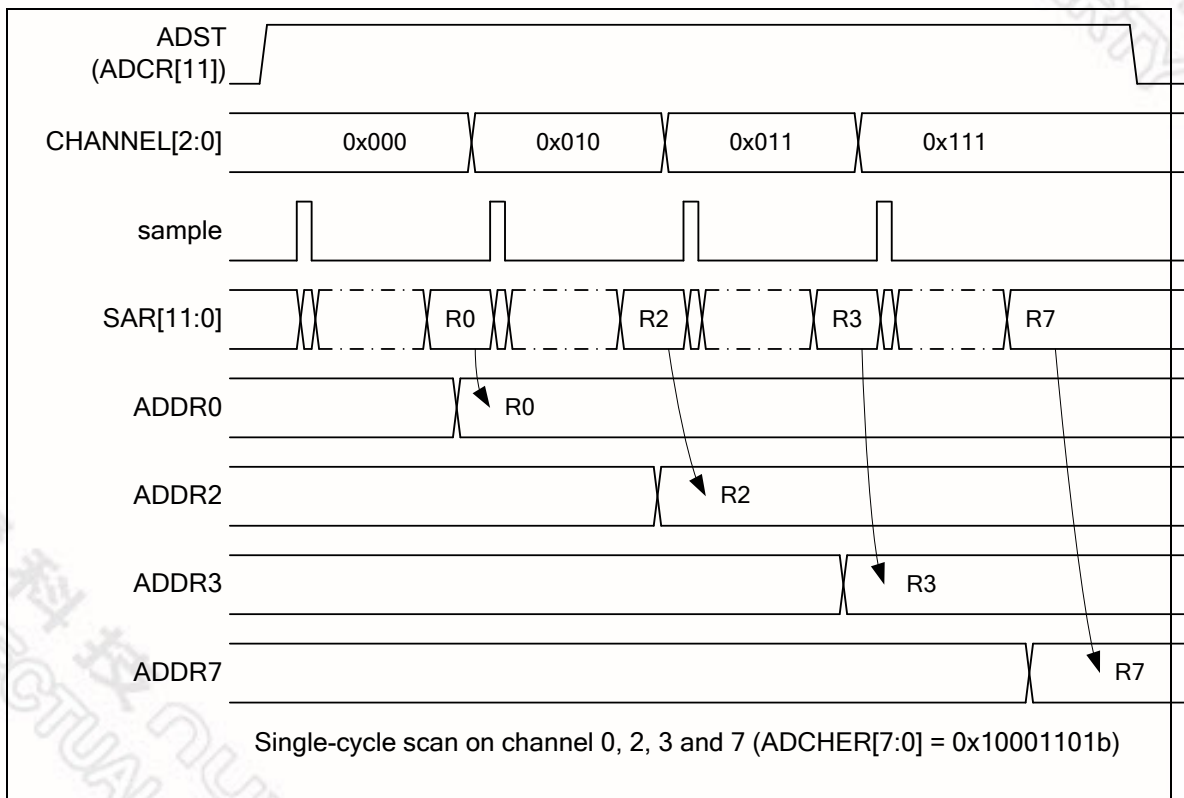 ADST
(ADCR[11])
CHANNEL[2:0] 0x000 0x010 0x011 0x111
sample
SAR[11:0] R0 R2 R3 R7
ADDR0 R0
ADDR2 R2
ADDR3 R3
ADDR7 R7
Single-cycle scan on channel 0, 2, 3 and 7 (ADCHER[7:0] = 0x10001101b)
科技